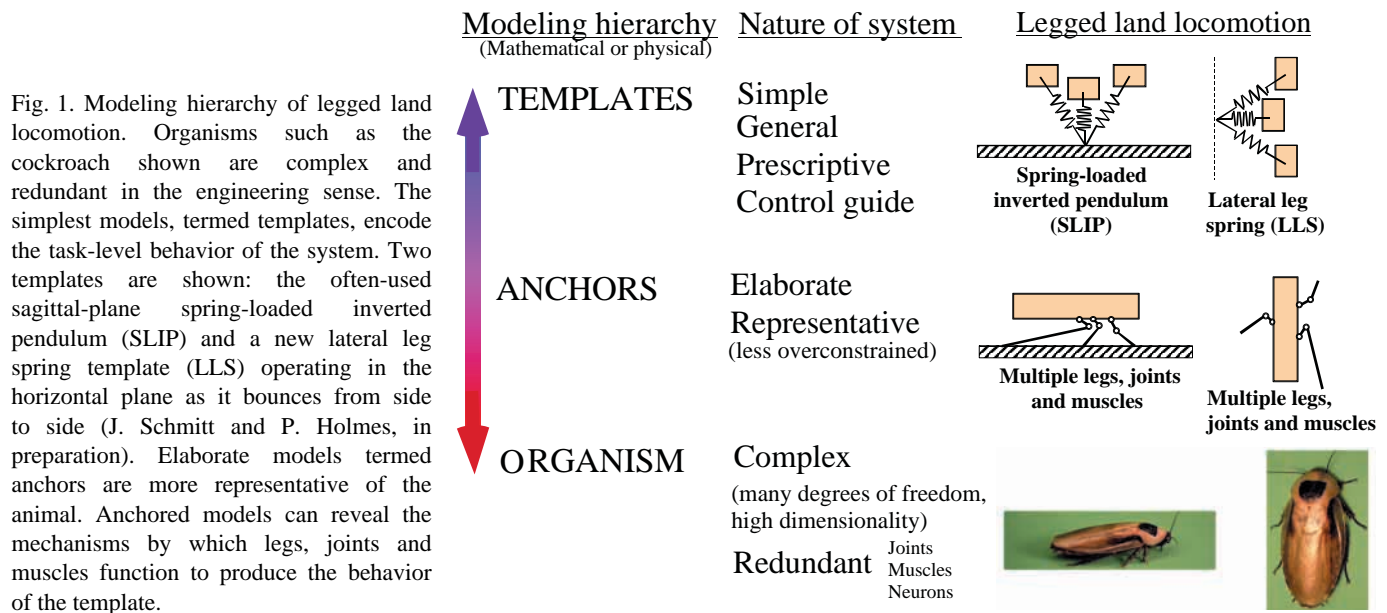 Fig. 1. Modeling hierarchy of legged land
locomotion. Organisms such as the
cockroach shown are complex and
redundant in the engineering sense. The
simplest models, termed templates, encode
the task-level behavior of the system. Two
templates are shown: the often-used
sagittal-plane spring-loaded inverted
pendulum (SLIP) and a new lateral leg
spring template (LLS) operating in the
horizontal plane as it bounces from side
to side (J. Schmitt and P. Holmes, in
preparation). Elaborate models termed
anchors are more representative of the
animal. Anchored models can reveal the
mechanisms by which legs, joints and
muscles function to produce the behavior
of the template.
Modeling hierarchy
(Mathematical or physical)
Nature of system
Legged land locomotion
TEMPLATES
Simple
General
Prescriptive
Control guide
Spring-loaded
inverted pendulum
(SLIP)
Lateral leg
spring (LLS)
ANCHORS
Elaborate
Representative
(less overconstrained)
Multiple legs, joints
and muscles
Multiple legs,
joints and muscles
ORGANISM
Complex
(many degrees of freedom,
high dimensionality)
Redundant
Joints
Muscles
Neurons